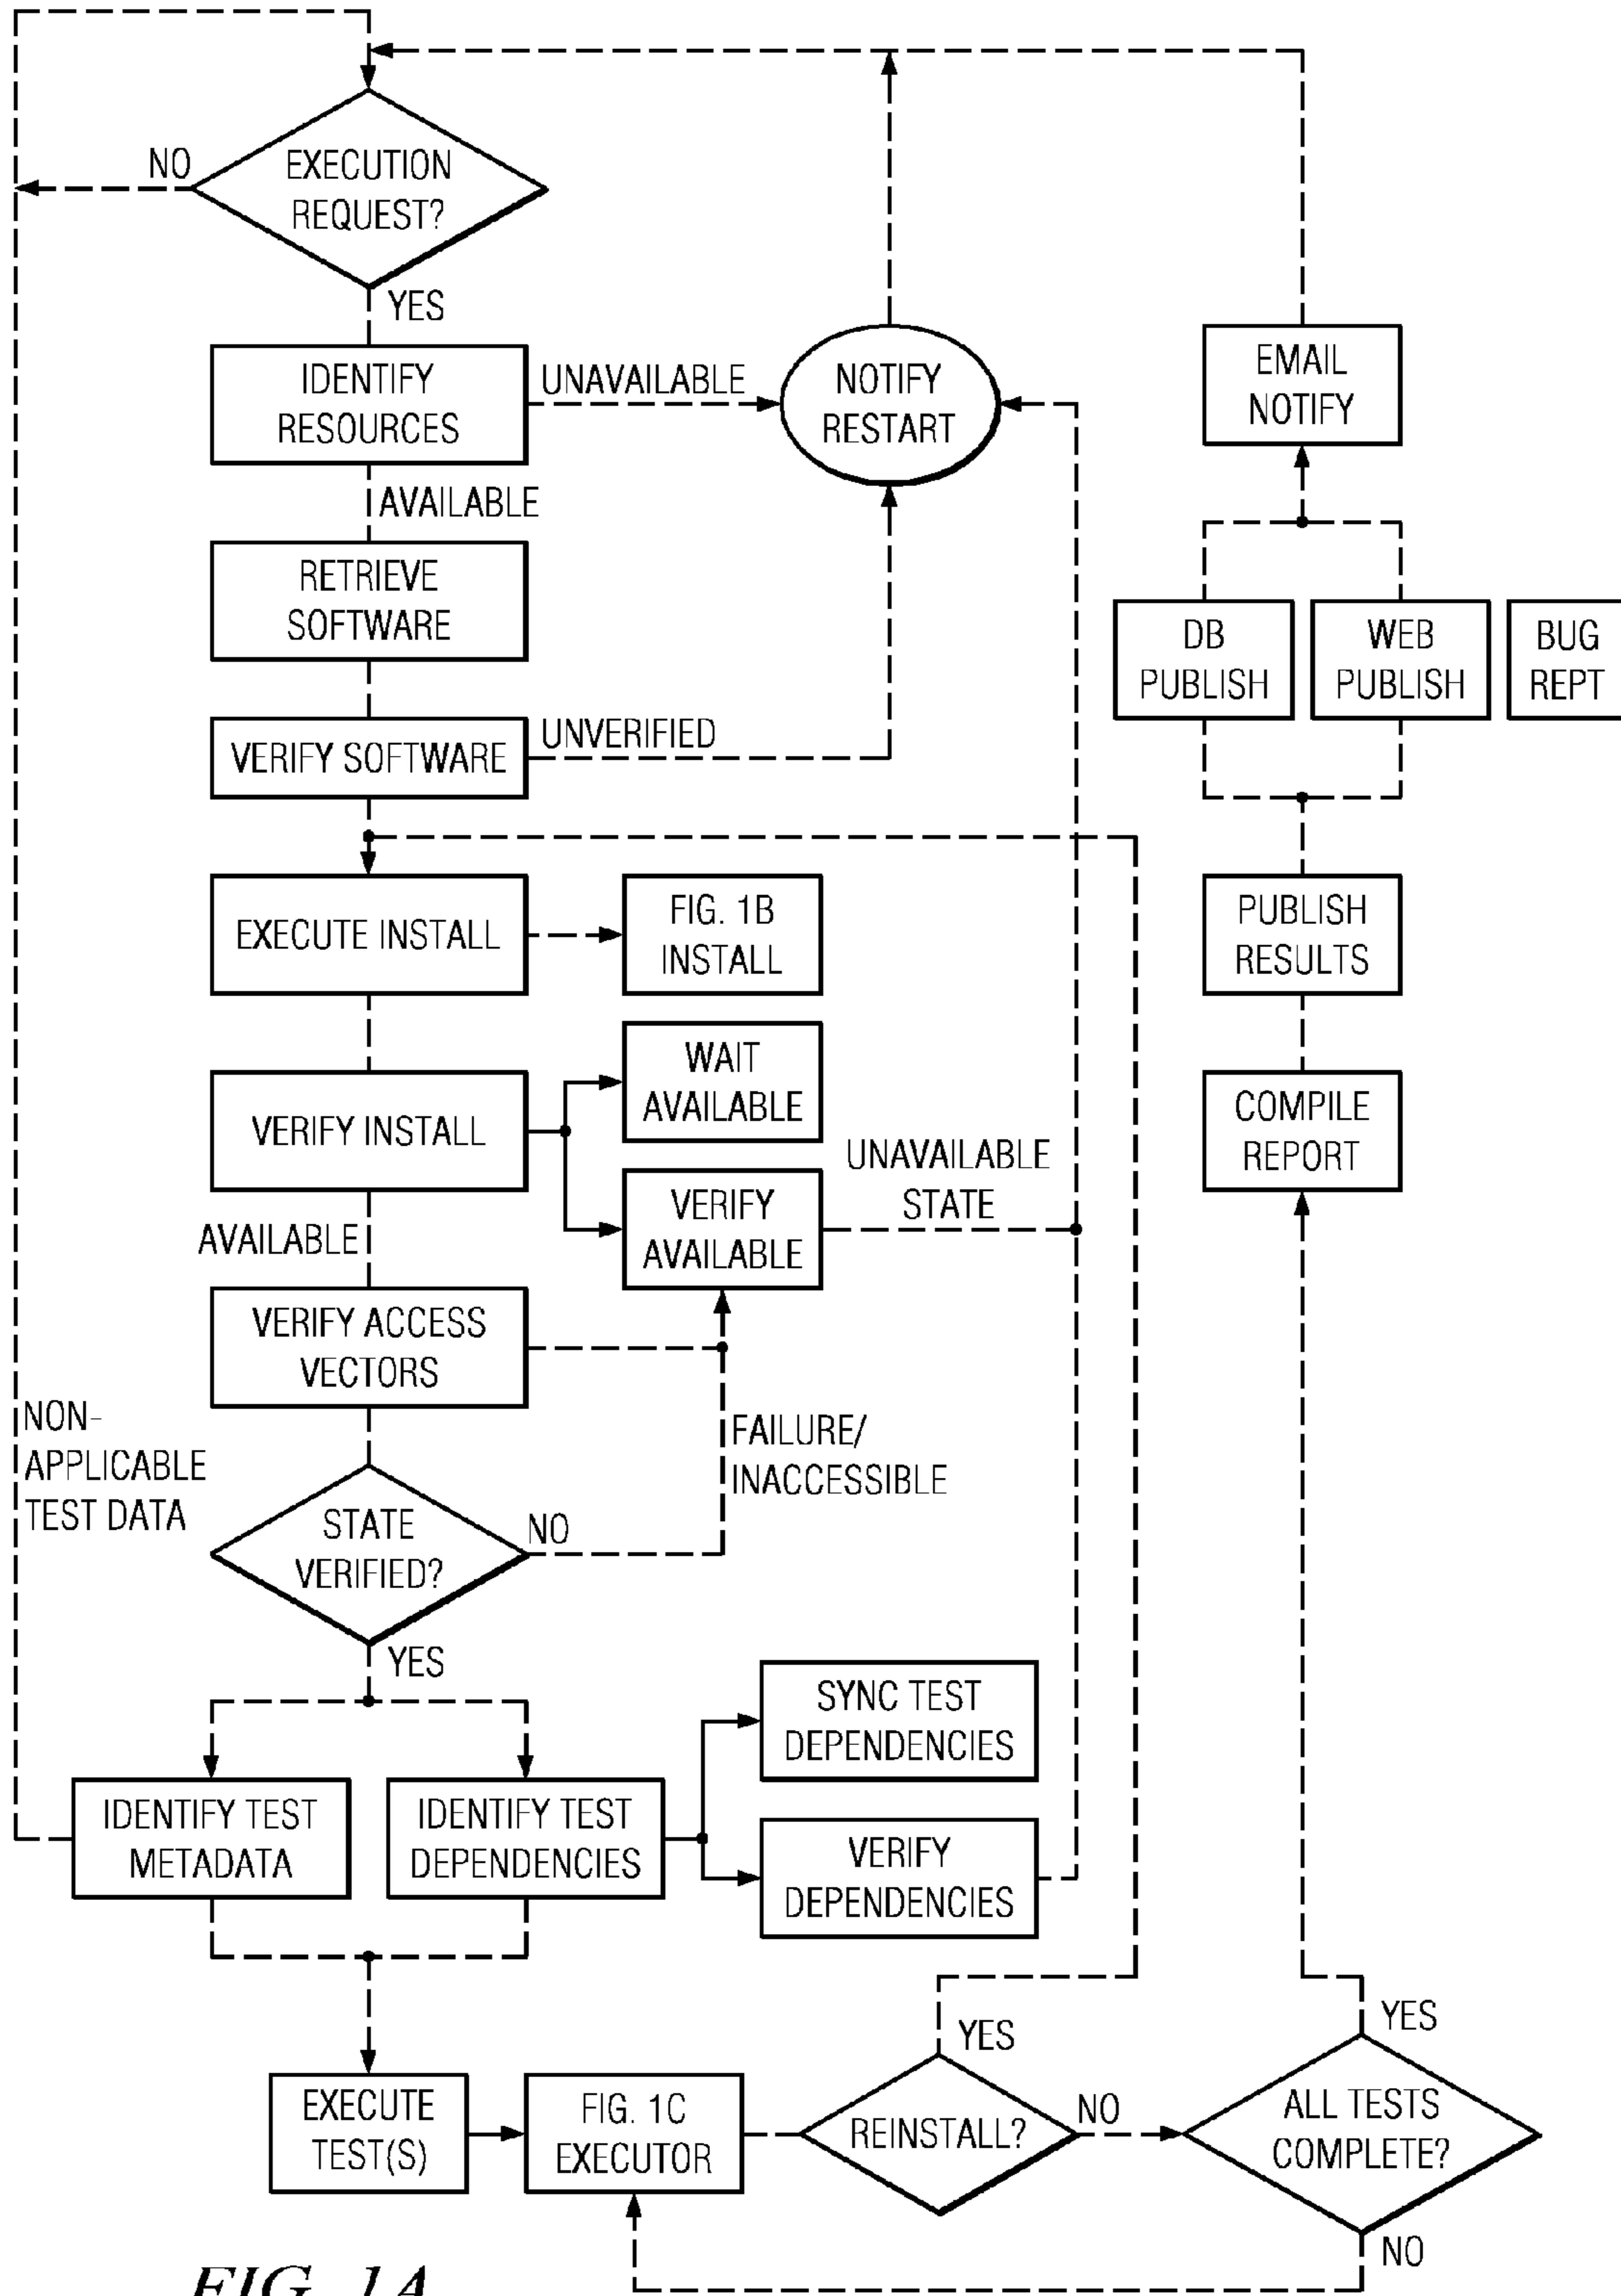 NO
EXECUTION
REQUEST?
YES
IDENTIFY
RESOURCES
UNAVAILABLE
NOTIFY
RESTART
EMAIL
NOTIFY
AVAILABLE
RETRIEVE
SOFTWARE
DB
PUBLISH
WEB
PUBLISH
BUG
REPT
VERIFY SOFTWARE
UNVERIFIED
EXECUTE INSTALL
FIG. 1B
INSTALL
PUBLISH
RESULTS
WAIT
AVAILABLE
VERIFY INSTALL
COMPILE
REPORT
UNAVAILABLE
STATE
VERIFY
AVAILABLE
AVAILABLE
VERIFY ACCESS
VECTORS
NON-
APPLICABLE
TEST DATA
FAILURE/
INACCESSIBLE
STATE
VERIFIED?
NO
YES
SYNC TEST
DEPENDENCIES
IDENTIFY TEST
METADATA
IDENTIFY TEST
DEPENDENCIES
VERIFY
DEPENDENCIES
YES
YES
EXECUTE
TEST(S)
FIG. 1C
EXECUTOR
REINSTALL?
NO
ALL TESTS
COMPLETE?
NO
FIG. 1A